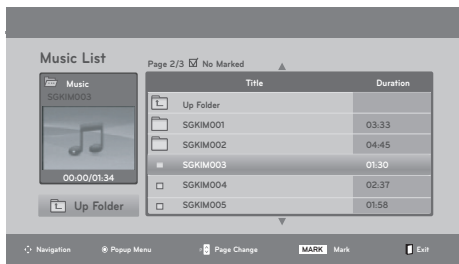 Music List
Page 2/3 ☑ No Marked
Music
SGKIM003
00:00/01:34
Up Folder
Title Duration
Up Folder
SGKIM001 03:33
SGKIM002 04:45
SGKIM003 01:30
SGKIM004 02:37
SGKIM005 01:58
Navigation Popup Menu P Page Change MARK Mark Exit